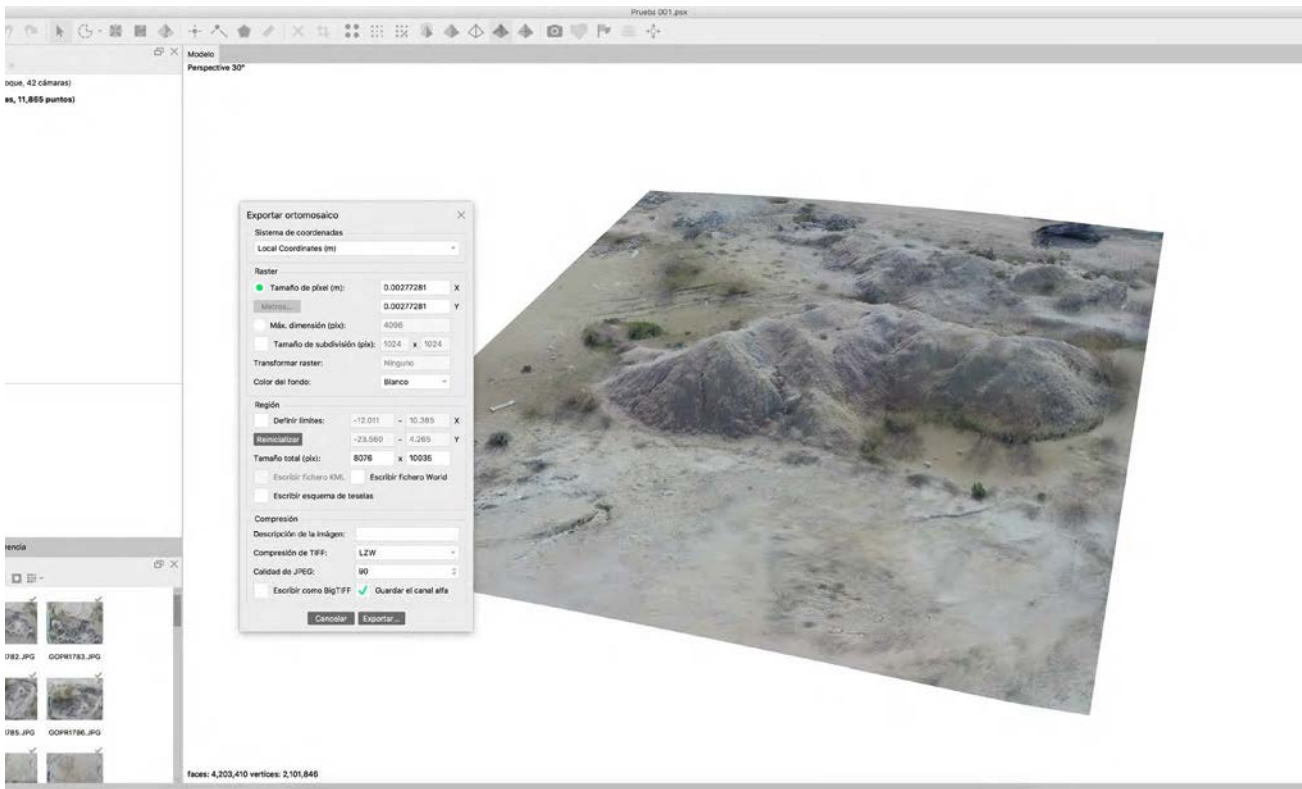 Prueba 001.psx
Modelo
Perspective 30°
oque, 42 cámaras)
es, 11,865 puntos)
Exportar ortomosaico
Sistema de coordenadas
Local Coordinates (m)
Raster
Tamaño de píxel (m): 0.00277281 X
Metros... 0.00277281 Y
Máx. dimensión (pix): 4096
Tamaño de subdivisión (pix): 1024 x 1024
Transformar raster: Ninguno
Color del fondo: Blanco
Región
Definir límites: -12.011 - 10.385 X
Reinicializar -23.560 - 4.265 Y
Tamaño total (pix): 8076 x 10035
Escribir fichero KML Escribir fichero World
Escribir esquema de teselas
Compresión
Descripción de la imágen:
Compresión de TIFF: LZW
Calidad de JPEG: 90
Escribir como BigTIFF Guardar el canal alfa
Cancelar Exportar...
rencia
1782.JPG GOPR1783.JPG
1785.JPG GOPR1786.JPG
faces: 4,203,410 vertices: 2,101,846